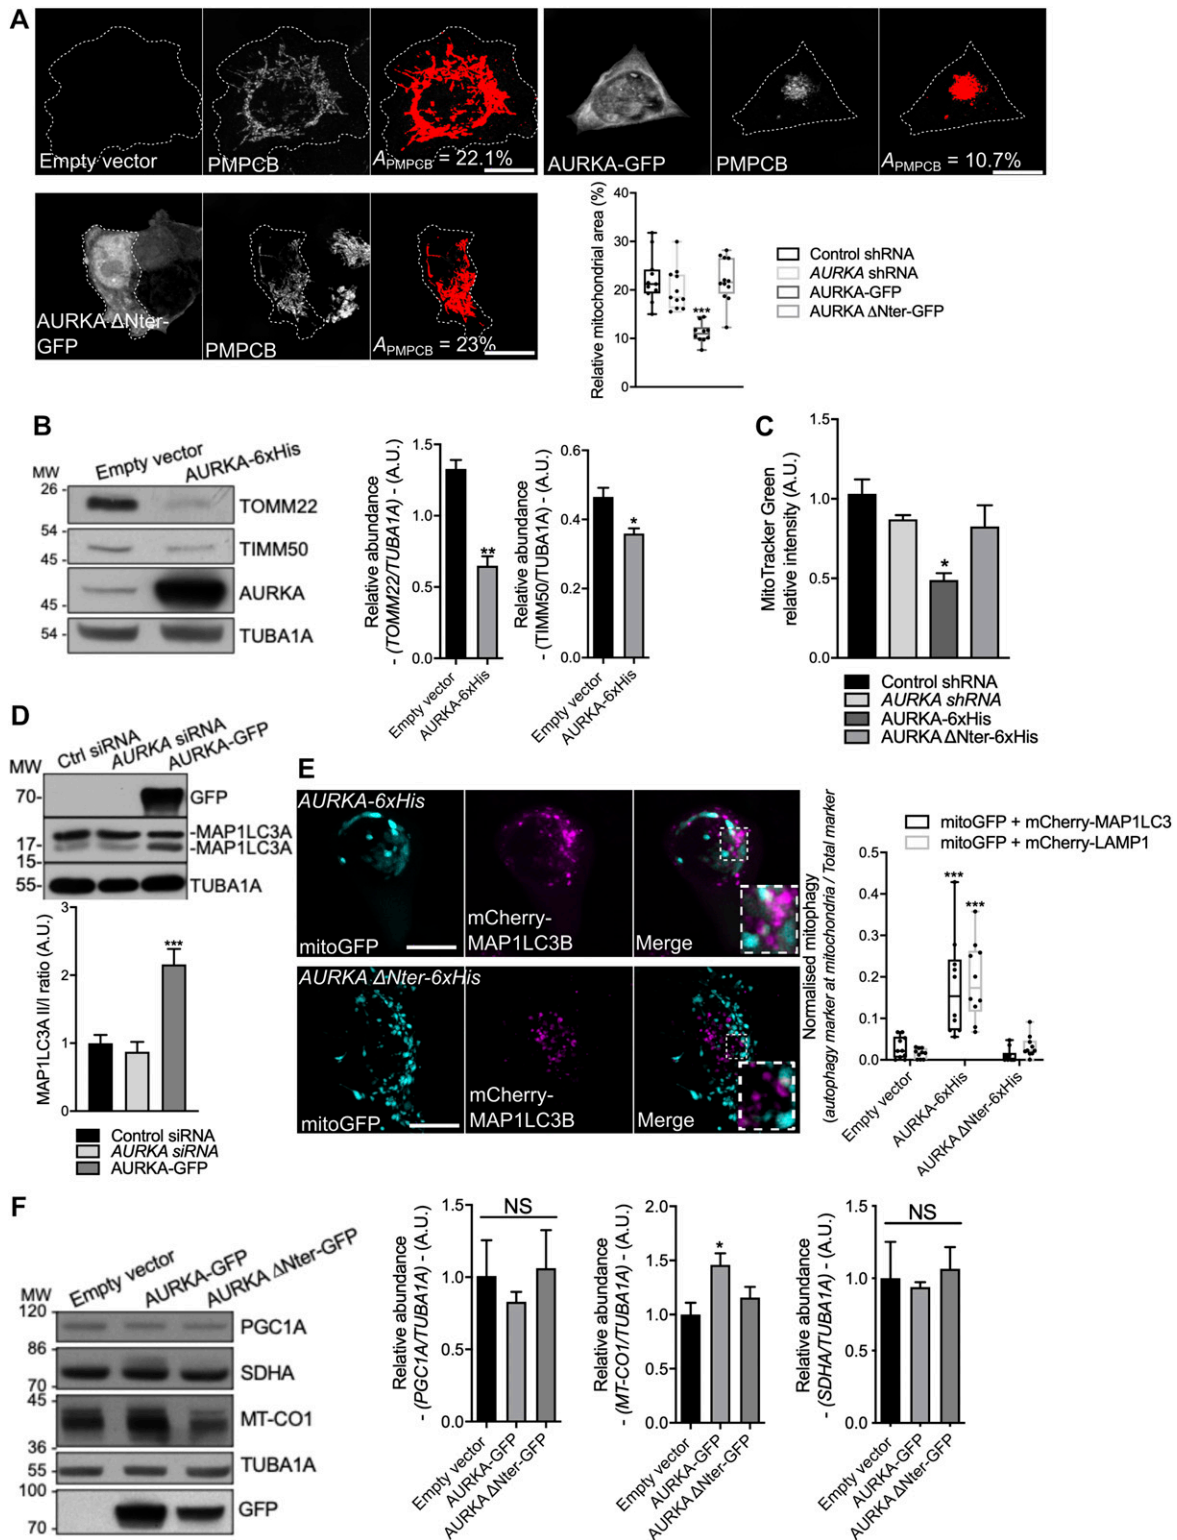 A
Empty vector
PMPCB
APMPCB = 22.1%
AURKA-GFP
PMPCB
APMPCB = 10.7%
AURKA ΔNter-
GFP
PMPCB
APMPCB = 23%
Relative mitochondrial area (%)
40
30
20
10
0
***
Control shRNA
AURKA shRNA
AURKA-GFP
AURKA ΔNter-GFP
B
MW
Empty vector
AURKA-6xHis
26
TOMM22
54
45
TIMM50
45
AURKA
54
TUBA1A
Relative abundance
- (TOMM22/TUBA1A) - (A.U.)
1.5
1.0
0.5
0.0
**
Empty vector
AURKA-6xHis
Relative abundance
- (TIMM50/TUBA1A) - (A.U.)
0.6
0.4
0.2
0.0
*
Empty vector
AURKA-6xHis
C
MitoTracker Green
relative intensity (A.U.)
1.5
1.0
0.5
0.0
*
Control shRNA
AURKA shRNA
AURKA-6xHis
AURKA ΔNter-6xHis
D
MW
Ctrl siRNA
AURKA siRNA
AURKA-GFP
70-
GFP
17-
15
-MAP1LC3A
-MAP1LC3A
55-
TUBA1A
MAP1LC3A II/I ratio (A.U.)
3
2
1
0
***
Control siRNA
AURKA siRNA
AURKA-GFP
E
AURKA-6xHis
mitoGFP
mCherry-
MAP1LC3B
Merge
AURKA ΔNter-6xHis
mitoGFP
mCherry-
MAP1LC3B
Merge
mitoGFP + mCherry-MAP1LC3
mitoGFP + mCherry-LAMP1
Normalised mitophagy
(autophagy marker at mitochondria / Total marker
0.5
0.4
0.3
0.2
0.1
0.0
***
***
Empty vector
AURKA-6xHis
AURKA ΔNter-6xHis
F
MW
Empty vector
AURKA-GFP
AURKA ΔNter-GFP
120
PGC1A
86
70
SDHA
45
MT-CO1
36
55
TUBA1A
100
70
GFP
Relative abundance
- (PGC1A/TUBA1A) - (A.U.)
1.5
1.0
0.5
0.0
NS
Empty vector
AURKA-GFP
AURKA ΔNter-GFP
Relative abundance
- (MT-CO1/TUBA1A) - (A.U.)
2.0
1.5
1.0
0.5
0.0
*
Empty vector
AURKA-GFP
AURKA ΔNter-GFP
Relative abundance
- (SDHA/TUBA1A) - (A.U.)
1.5
1.0
0.5
0.0
NS
Empty vector
AURKA-GFP
AURKA ΔNter-GFP